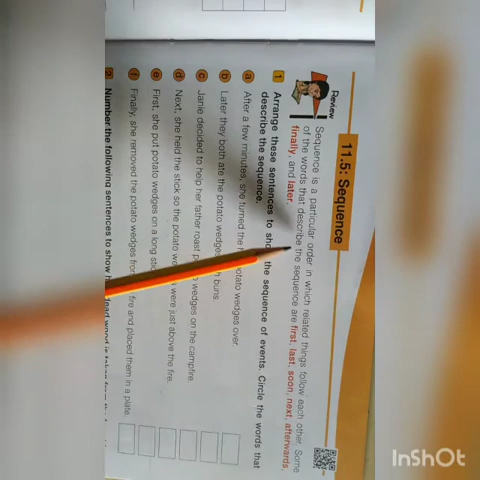 11.5: Sequence
Review
Sequence is a particular order in which related things follow each other. Some
of the words that describe the sequence are first, last, soon, next, afterwards,
finally, and later.
1 Arrange these sentences to the sequence of events. Circle the words that
describe the sequence.
a After a few minutes, she turned the potato wedges over.
b Later they both ate the potato wedges buns.
c Janie decided to help her father roast wedges on the campfire.
d Next, she held the stick so the potato were just above the fire.
e First, she put potato wedges on a long
f Finally, she removed the potato wedges fire and placed them in a plate.
2 Number the following sentences to show
InShOt